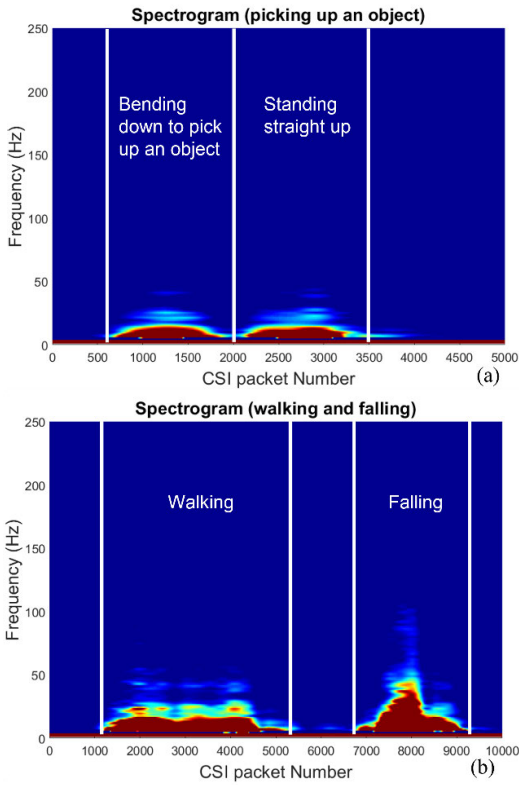 Spectrogram (picking up an object)
250
200
150
100
50
0
Frequency (Hz)
Bending
down to pick
up an object
Standing
straight up
0 500 1000 1500 2000 2500 3000 3500 4000 4500 5000
CSI packet Number
(a)
Spectrogram (walking and falling)
250
200
150
100
50
0
Frequency (Hz)
Walking
Falling
0 1000 2000 3000 4000 5000 6000 7000 8000 9000 10000
CSI packet Number
(b)